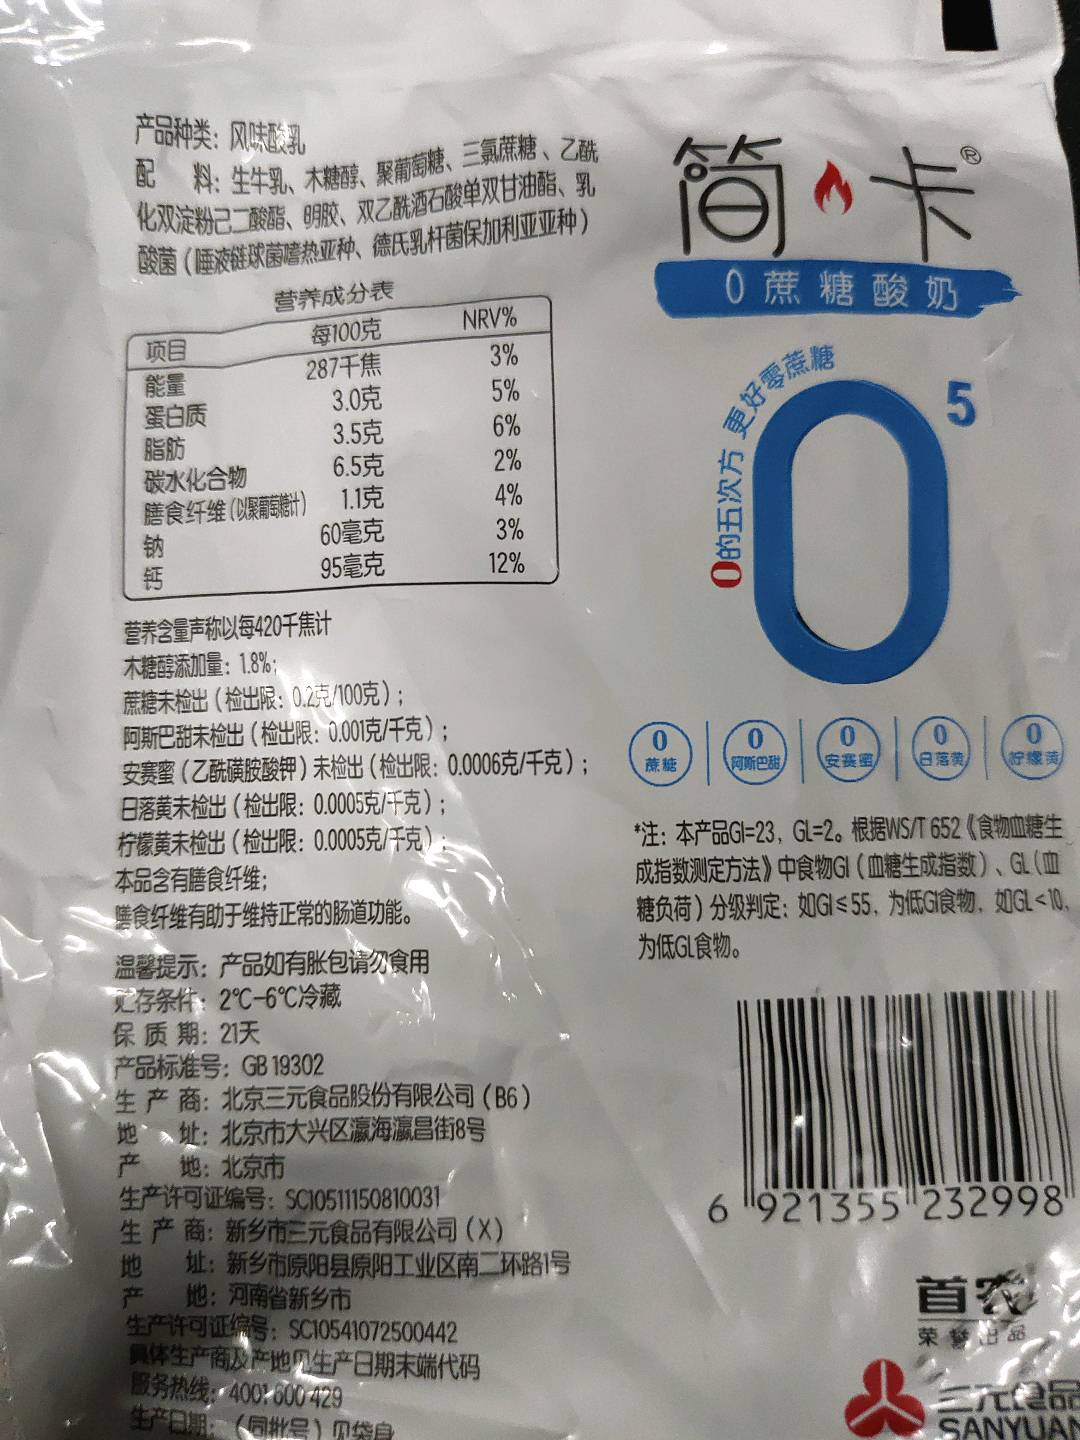 产品种类：风味酸乳
配 料：生牛乳、木糖醇、聚葡萄糖、三氯蔗糖、乙酰
化双淀粉己二酸酯、明胶、双乙酰酒石酸单双甘油酯、乳
酸菌（唾液链球菌嗜热亚种、德氏乳杆菌保加利亚亚种）
营养成分表
项目 每100克 NRV%
能量 287千焦 3%
蛋白质 3.0克 5%
脂肪 3.5克 6%
碳水化合物 6.5克 2%
膳食纤维（以聚葡萄糖计） 1.1克 4%
钠 60毫克 3%
钙 95毫克 12%
营养含量声称以每420千焦计
木糖醇添加量：1.8%；
蔗糖未检出（检出限：0.2克/100克）；
阿斯巴甜未检出（检出限：0.001克/千克）；
安赛蜜（乙酰磺胺酸钾）未检出（检出限：0.0006克/千克）；
日落黄未检出（检出限：0.0005克/千克）；
柠檬黄未检出（检出限：0.0005克/千克）；
本品含有膳食纤维；
膳食纤维有助于维持正常的肠道功能。
温馨提示：产品如有胀包请勿食用
贮存条件：2℃-6℃冷藏
保 质 期：21天
产品标准号：GB 19302
生 产 商：北京三元食品股份有限公司（B6）
地 址：北京市大兴区瀛海瀛昌街8号
产 地：北京市
生产许可证编号：SC10511150810031
生 产 商：新乡市三元食品有限公司（X）
地 址：新乡市原阳县原阳工业区南二环路1号
产 地：河南省新乡市
生产许可证编号：SC10541072500442
具体生产商及产地见生产日期末端代码
服务热线：4001 600 429
生产日期：（同批号）见袋身
简卡®
0蔗糖酸奶
0的五次方 更好零蔗糖
0⁵
0 蔗糖
0 阿斯巴甜
0 安赛蜜
0 日落黄
0 柠檬黄
*注：本产品GI=23，GL=2。根据WS/T 652《食物血糖生
成指数测定方法》中食物GI（血糖生成指数）、GL（血
糖负荷）分级判定：如GI≤55，为低GI食物，如GL<10，
为低GL食物。
6 921355 232998
首农
荣誉出品
三元食品
SANYUAN